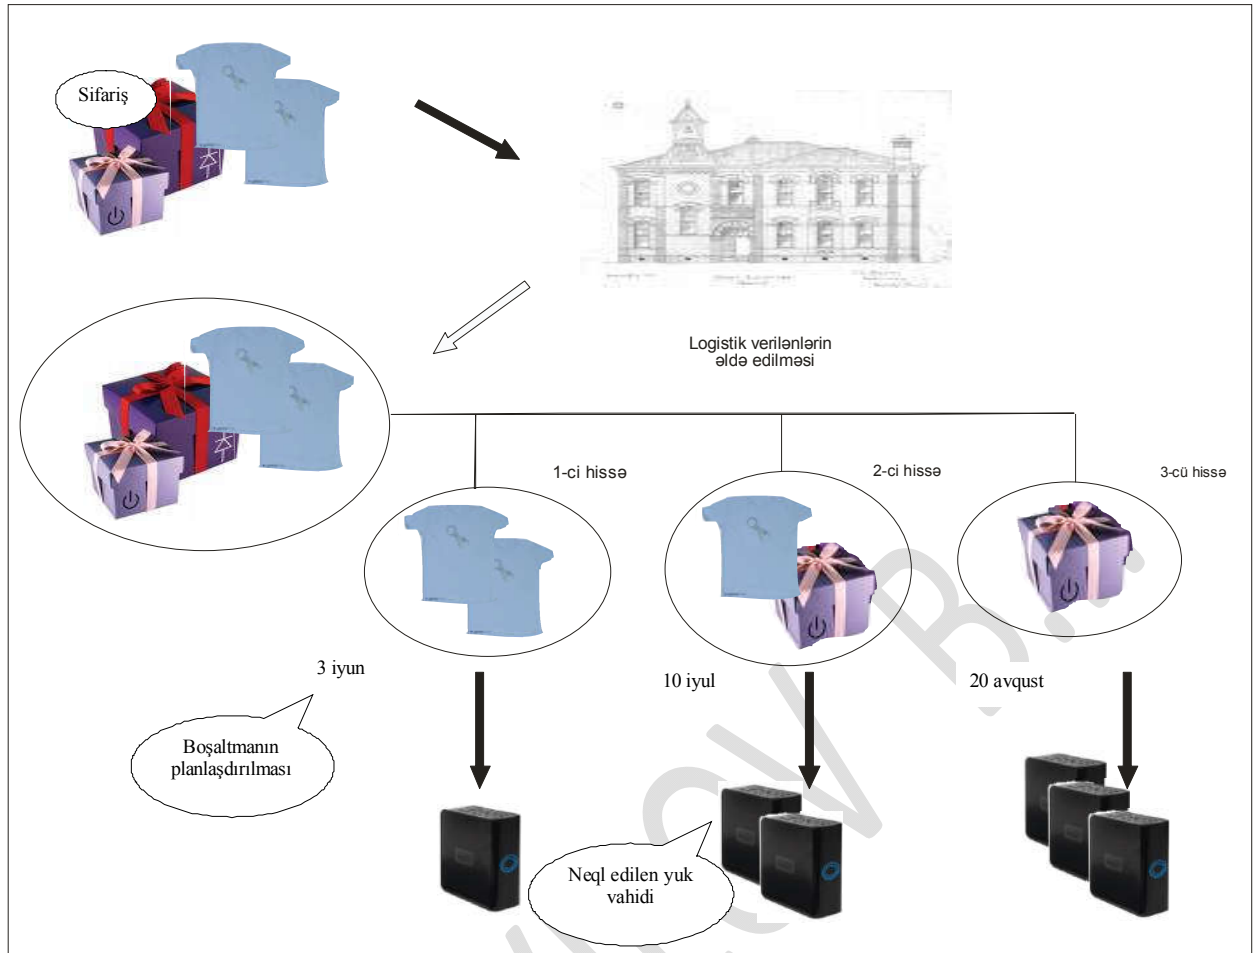 Sifariş
Logistik verilənlərin
əldə edilməsi
1-ci hissə
2-ci hissə
3-cü hissə
3 iyun
10 iyul
20 avqust
Boşaltmanın
planlaşdırılması
Neql edilen yuk
vahidi